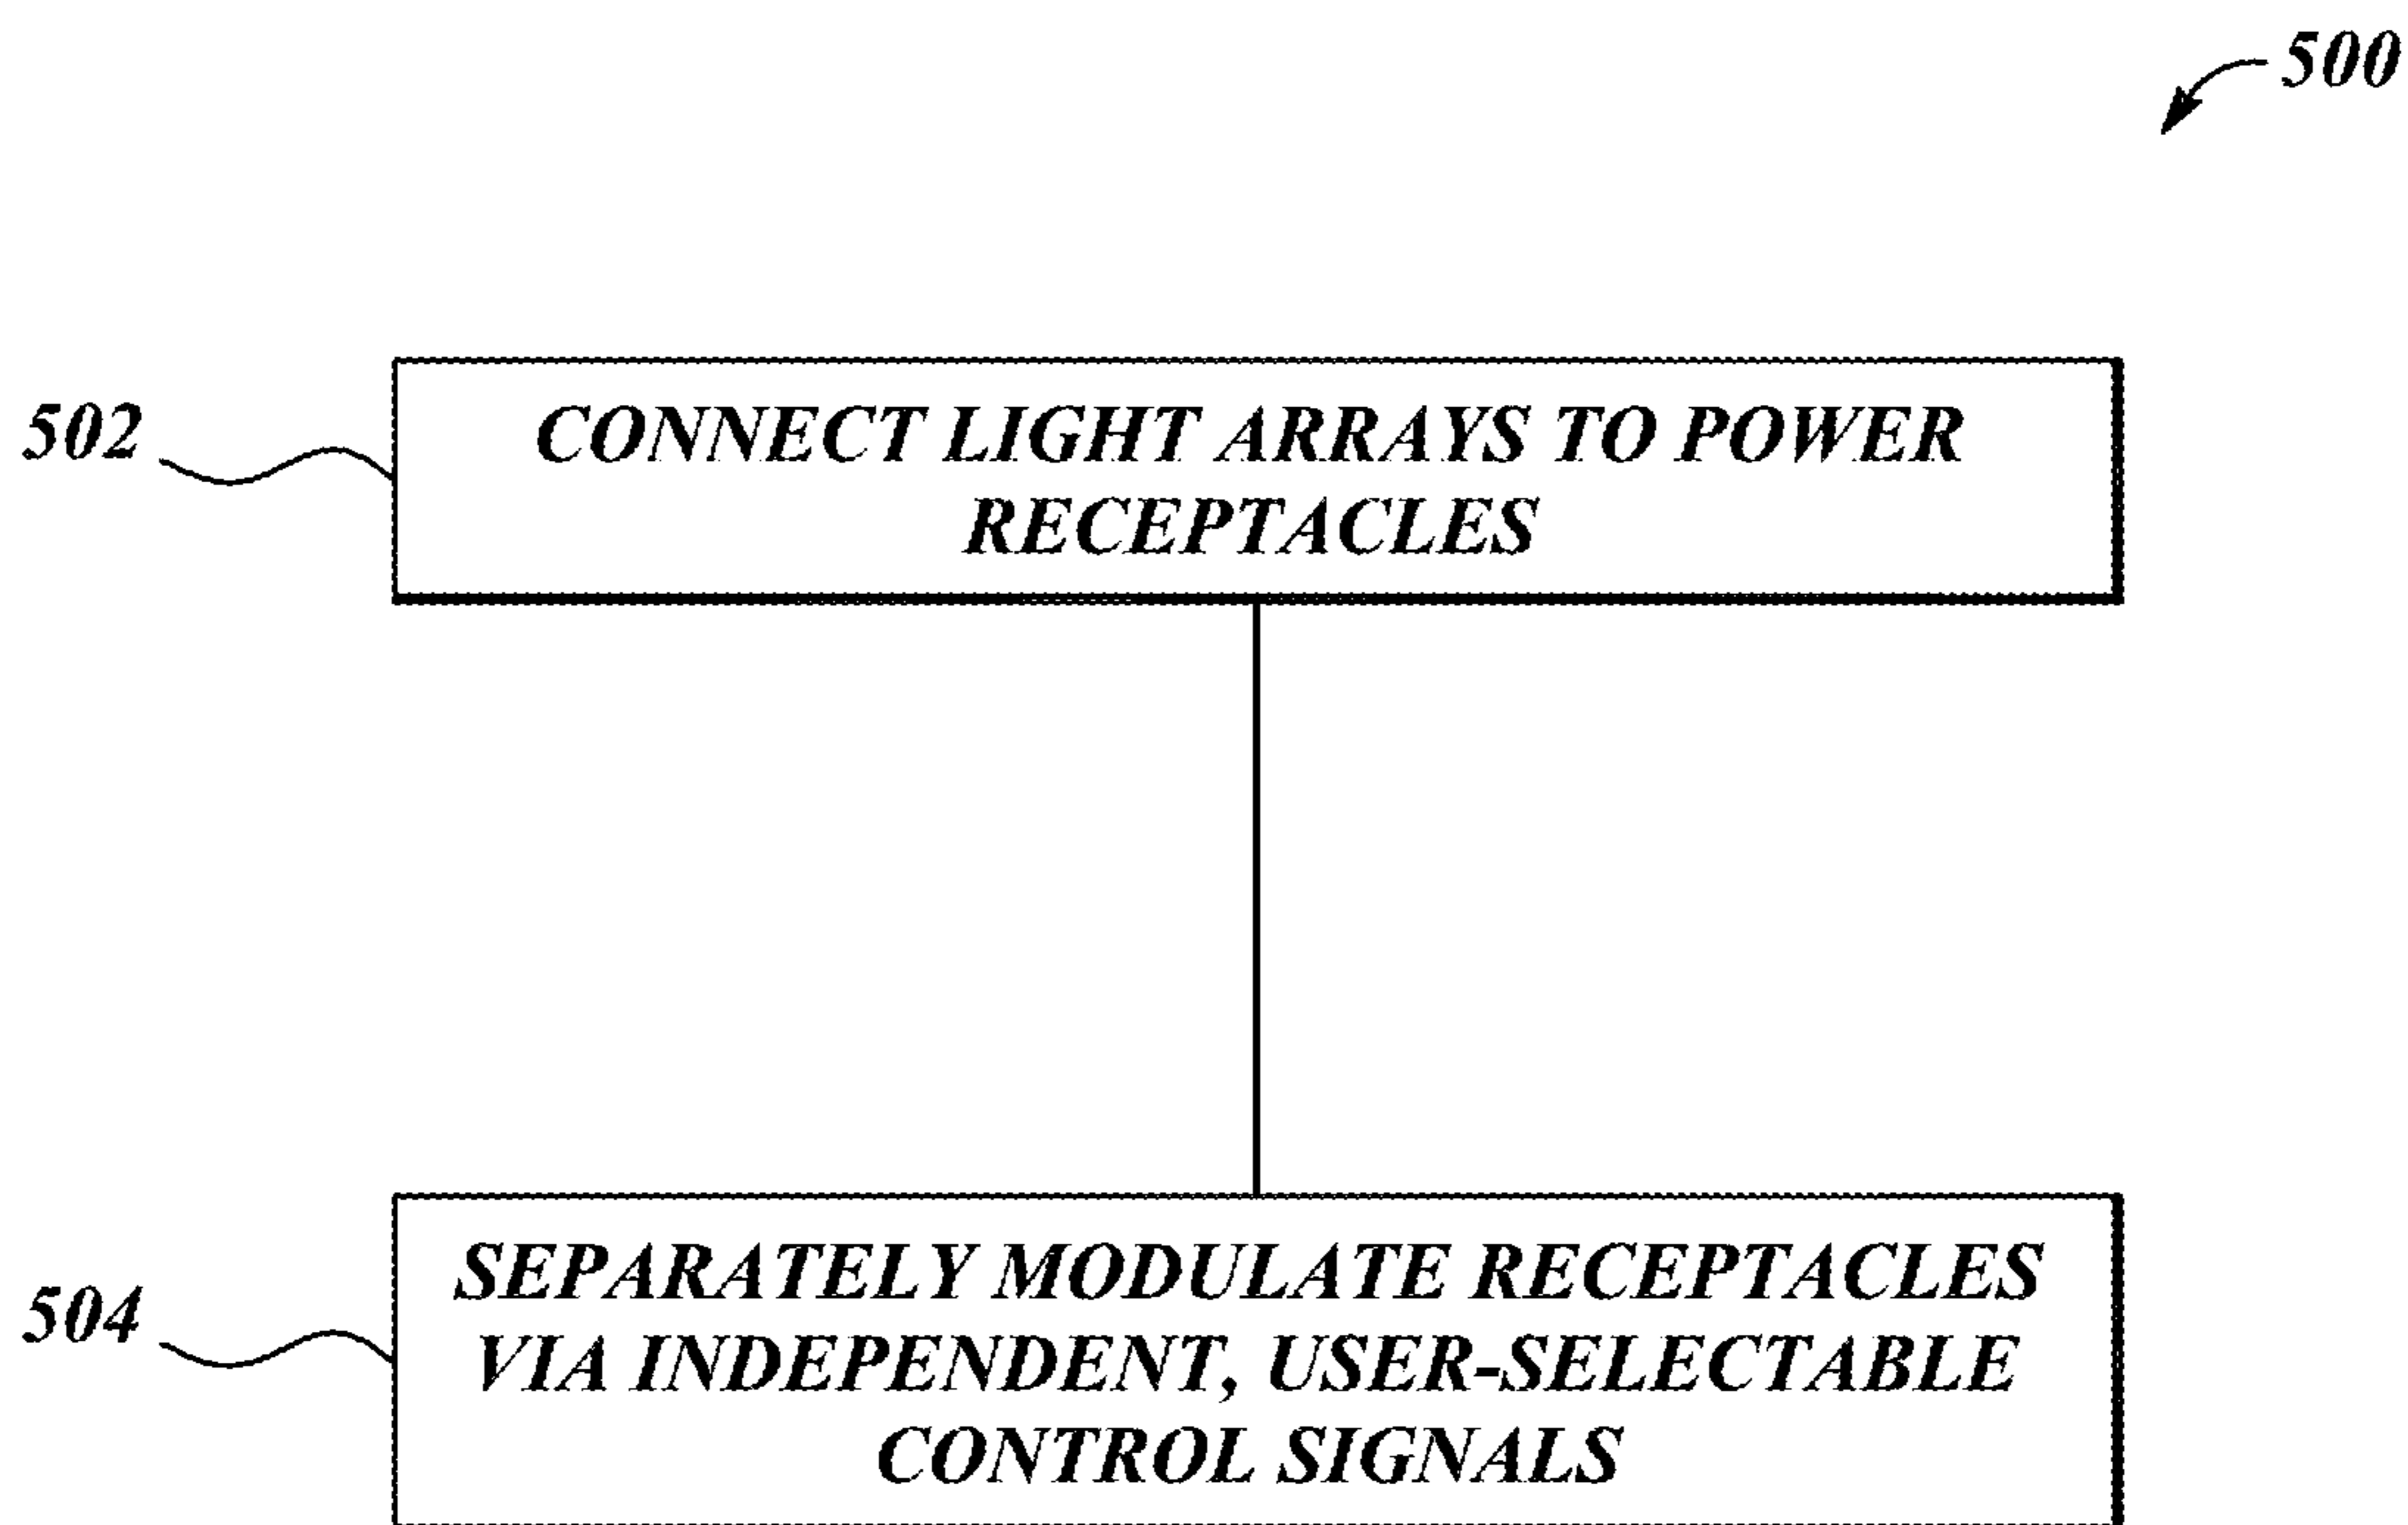 500
502
CONNECT LIGHT ARRAYS TO POWER
RECEPTACLES
504
SEPARATELY MODULATE RECEPTACLES
VIA INDEPENDENT, USER-SELECTABLE
CONTROL SIGNALS